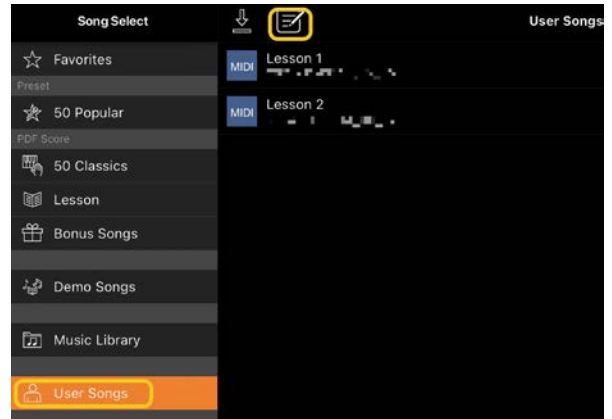 Song Select
Favorites
Preset
50 Popular
PDF Score
50 Classics
Lesson
Bonus Songs
Demo Songs
Music Library
User Songs
User Songs
MIDI
Lesson 1
MIDI
Lesson 2